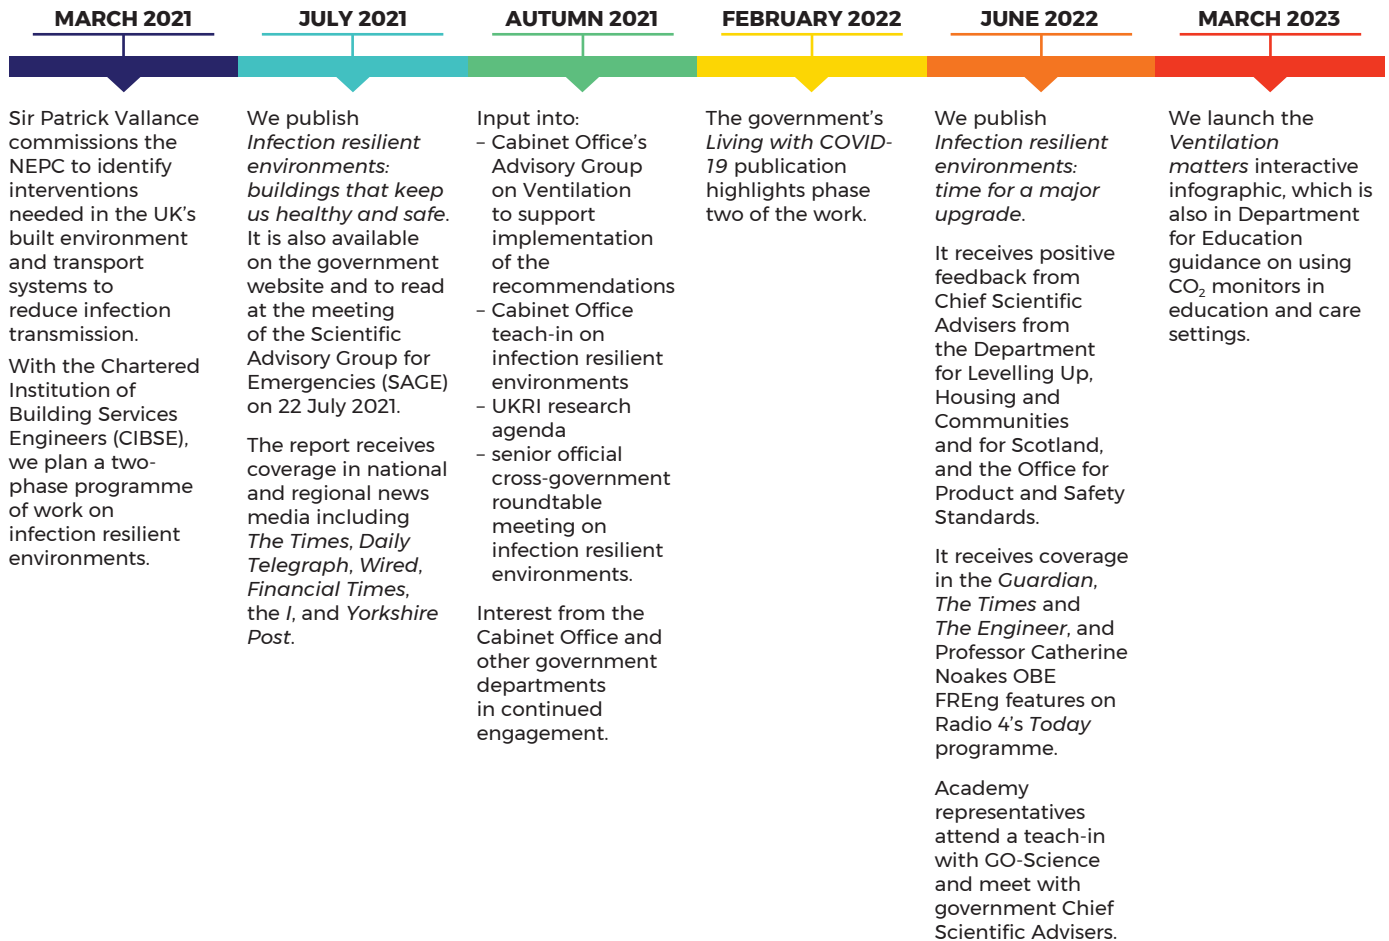 MARCH 2021
Sir Patrick Vallance
commissions the
NEPC to identify
interventions
needed in the UK's
built environment
and transport
systems to
reduce infection
transmission.
With the Chartered
Institution of
Building Services
Engineers (CIBSE),
we plan a two-
phase programme
of work on
infection resilient
environments.
JULY 2021
We publish
Infection resilient
environments:
buildings that keep
us healthy and safe.
It is also available
on the government
website and to read
at the meeting
of the Scientific
Advisory Group for
Emergencies (SAGE)
on 22 July 2021.
The report receives
coverage in national
and regional news
media including
The Times, Daily
Telegraph, Wired,
Financial Times,
the I, and Yorkshire
Post.
AUTUMN 2021
Input into:
– Cabinet Office's
Advisory Group
on Ventilation
to support
implementation
of the
recommendations
– Cabinet Office
teach-in on
infection resilient
environments
– UKRI research
agenda
– senior official
cross-government
roundtable
meeting on
infection resilient
environments.
Interest from the
Cabinet Office and
other government
departments
in continued
engagement.
FEBRUARY 2022
The government's
Living with COVID-
19 publication
highlights phase
two of the work.
JUNE 2022
We publish
Infection resilient
environments:
time for a major
upgrade.
It receives positive
feedback from
Chief Scientific
Advisers from
the Department
for Levelling Up,
Housing and
Communities
and for Scotland,
and the Office for
Product and Safety
Standards.
It receives coverage
in the Guardian,
The Times and
The Engineer, and
Professor Catherine
Noakes OBE
FREng features on
Radio 4's Today
programme.
Academy
representatives
attend a teach-in
with GO-Science
and meet with
government Chief
Scientific Advisers.
MARCH 2023
We launch the
Ventilation
matters interactive
infographic, which is
also in Department
for Education
guidance on using
CO₂ monitors in
education and care
settings.